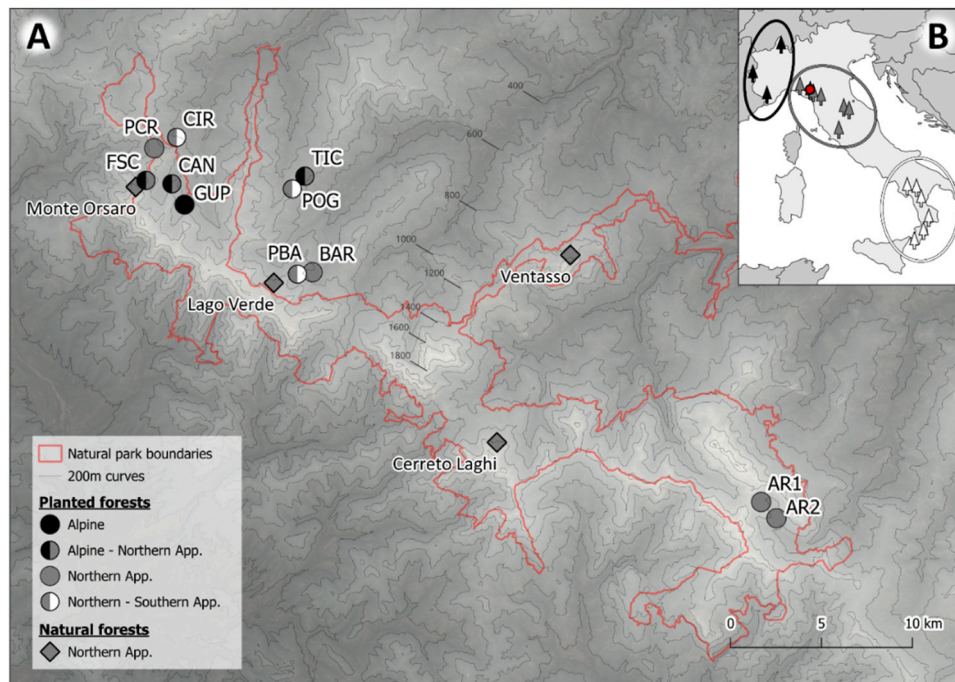 A
B
PCR
CIR
FSC
CAN
GUP
TIC
POG
Monte Orsaro
PBA
BAR
Lago Verde
Ventasso
Cerreto Laghi
AR1
AR2
400
600
800
1000
1200
1400
1600
1800
Natural park boundaries
200m curves
Planted forests
Alpine
Alpine - Northern App.
Northern App.
Northern - Southern App.
Natural forests
Northern App.
0 5 10 km